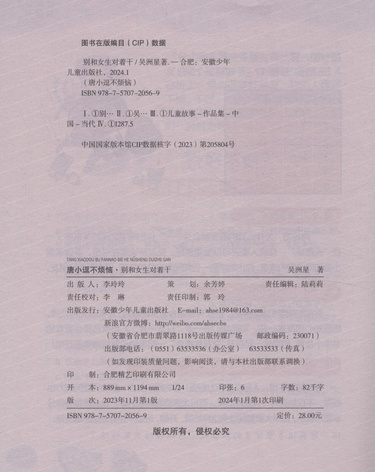 图书在版编目（CIP）数据
别和女生对着干 / 吴洲星著. — 合肥：安徽少年
儿童出版社，2024.1
（唐小逗不烦恼）
ISBN 978-7-5707-2056-9
Ⅰ.①别… Ⅱ.①吴… Ⅲ.①儿童故事－作品集－中
国－当代 Ⅳ.①I287.5
中国国家版本馆CIP数据核字（2023）第205804号
TANG XIAODOU BU FANNAO BIE HE NÜSHENG DUIZHE GAN
唐小逗不烦恼·别和女生对着干 吴洲星 著
出 版 人：李玲玲 策 划：余芳婷 责任编辑：陆莉莉
责任校对：李 琳 责任印制：郭 玲
出版发行：安徽少年儿童出版社 E-mail：ahse1984@163.com
新浪官方微博：http://weibo.com/ahsecbs
（安徽省合肥市翡翠路1118号出版传媒广场 邮政编码：230071）
出版部电话：（0551）63533536（办公室） 63533533（传真）
（如发现印装质量问题，影响阅读，请与本社出版部联系调换）
印 制：合肥精艺印刷有限公司
开 本：889 mm×1194 mm 1/24 印张：6 字数：82千字
版 次：2023年11月第1版 2024年1月第1次印刷
ISBN 978-7-5707-2056-9 定价：28.00元
版权所有，侵权必究